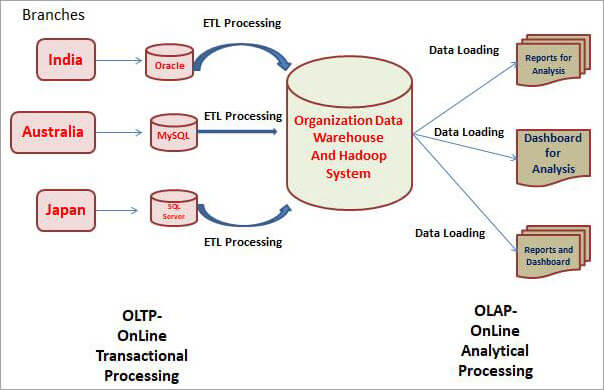 Branches
ETL Processing
Data Loading
India
Oracle
Reports for
Analysis
ETL Processing
Organization Data
Warehouse
And Hadoop
System
Data Loading
Australia
MySQL
Dashboard
for
Analysis
Japan
SQL
Server
ETL Processing
Data Loading
Reports and
Dashboard
OLTP-
OnLine
Transactional
Processing
OLAP-
OnLine
Analytical
Processing